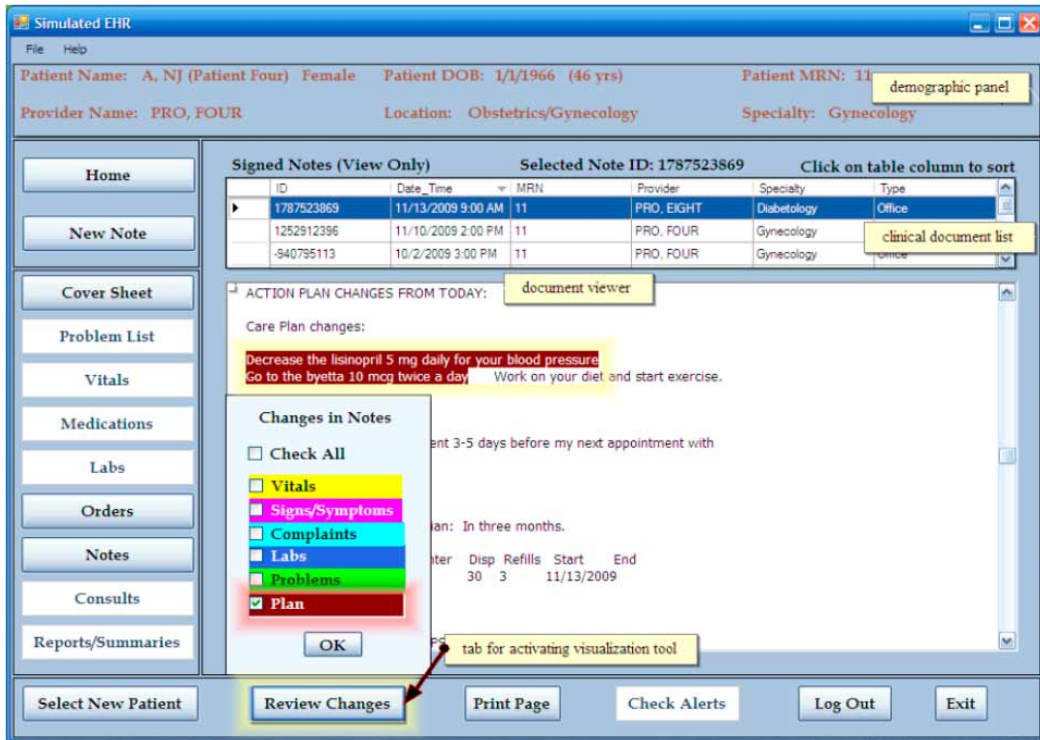 Simulated EHR
File Help
Patient Name: A, NJ (Patient Four) Female Patient DOB: 1/1/1966 (46 yrs) Patient MRN: 11
demographic panel
Provider Name: PRO, FOUR Location: Obstetrics/Gynecology Specialty: Gynecology
Home
New Note
Cover Sheet
Problem List
Vitals
Medications
Labs
Orders
Notes
Consults
Reports/Summaries
Signed Notes (View Only) Selected Note ID: 1787523869 Click on table column to sort
ID Date_Time MRN Provider Specialty Type
1787523869 11/13/2009 9:00 AM 11 PRO, EIGHT Diabetology Office
1252912396 11/10/2009 2:00 PM 11 PRO, FOUR Gynecology
-940795113 10/2/2009 3:00 PM 11 PRO, FOUR Gynecology Office
clinical document list
document viewer
ACTION PLAN CHANGES FROM TODAY:
Care Plan changes:
Decrease the lisinopril 5 mg daily for your blood pressure
Go to the byetta 10 mcg twice a day Work on your diet and start exercise.
ent 3-5 days before my next appointment with
ian: In three months.
nter Disp Refills Start End
30 3 11/13/2009
Changes in Notes
Check All
Vitals
Signs/Symptoms
Complaints
Labs
Problems
Plan
OK
tab for activating visualization tool
Select New Patient Review Changes Print Page Check Alerts Log Out Exit